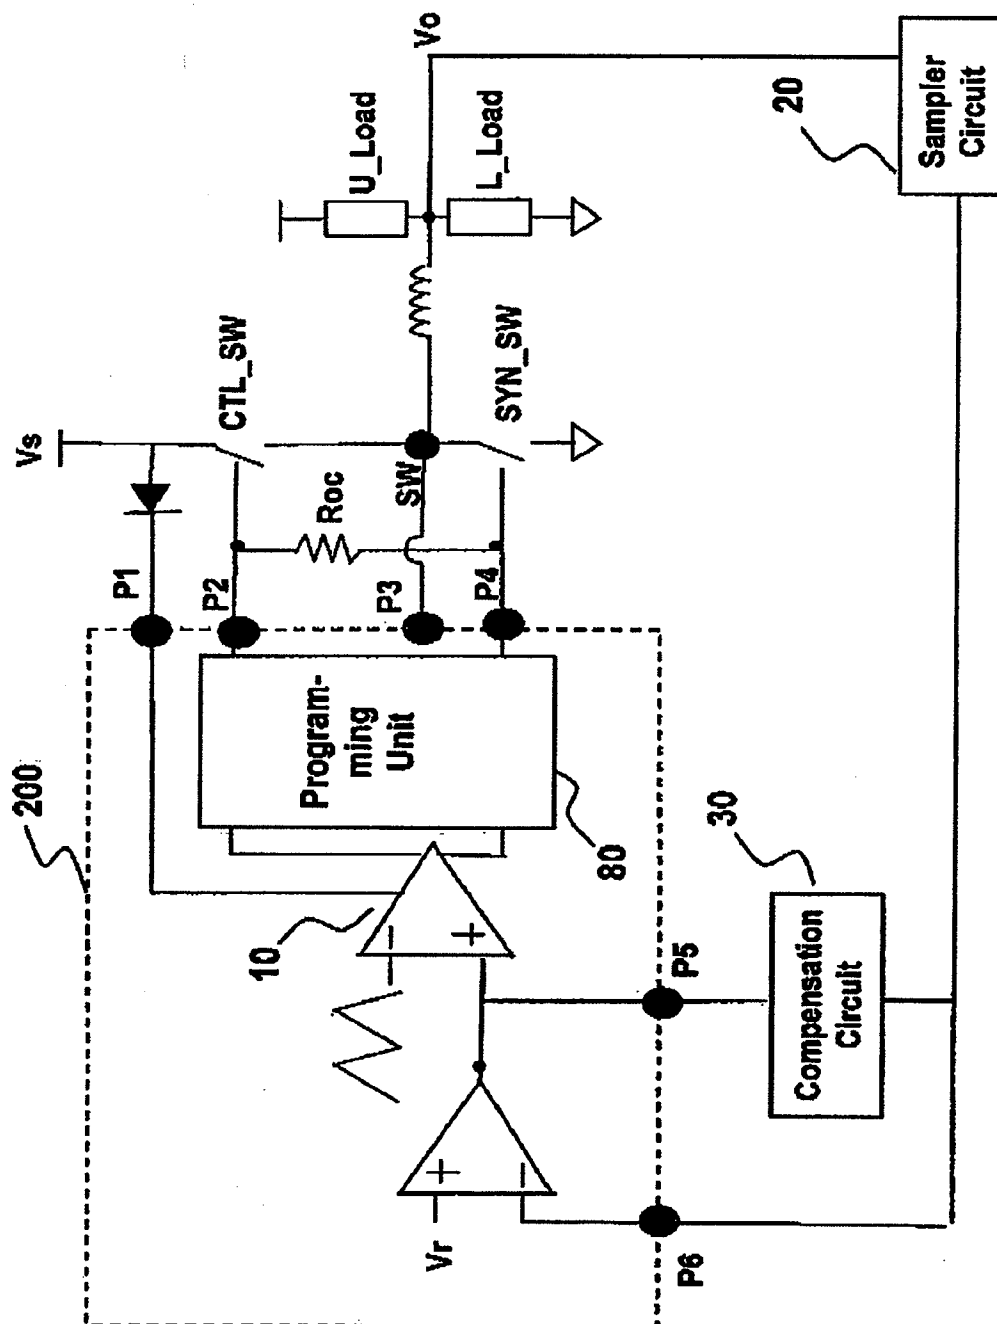 200
Vs
P1
CTL_SW
U_Load
Vo
10
Program-
ming
Unit
P2
Roc
P3
SW
P4
SYN_SW
L_Load
Vr
80
P5
P6
30
Compensation
Circuit
20
Sampler
Circuit